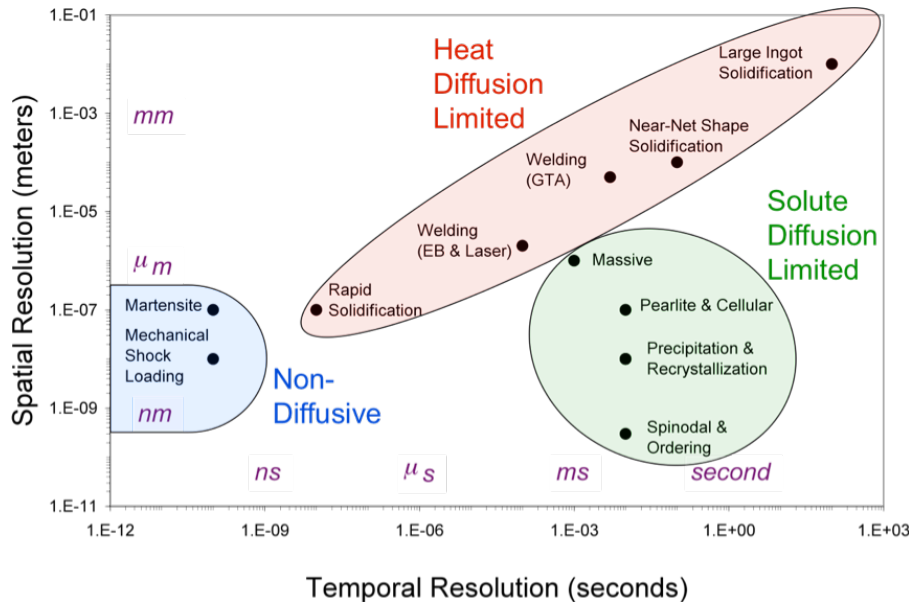 Spatial Resolution (meters)
1.E-01
1.E-03
1.E-05
1.E-07
1.E-09
1.E-11
mm
μm
nm
Heat
Diffusion
Limited
Large Ingot
Solidification
Near-Net Shape
Solidification
Welding
(GTA)
Welding
(EB & Laser)
Rapid
Solidification
Solute
Diffusion
Limited
Massive
Pearlite & Cellular
Precipitation &
Recrystallization
Spinodal &
Ordering
Martensite
Mechanical
Shock
Loading
Non-
Diffusive
ns
μs
ms
second
1.E-12
1.E-09
1.E-06
1.E-03
1.E+00
1.E+03
Temporal Resolution (seconds)